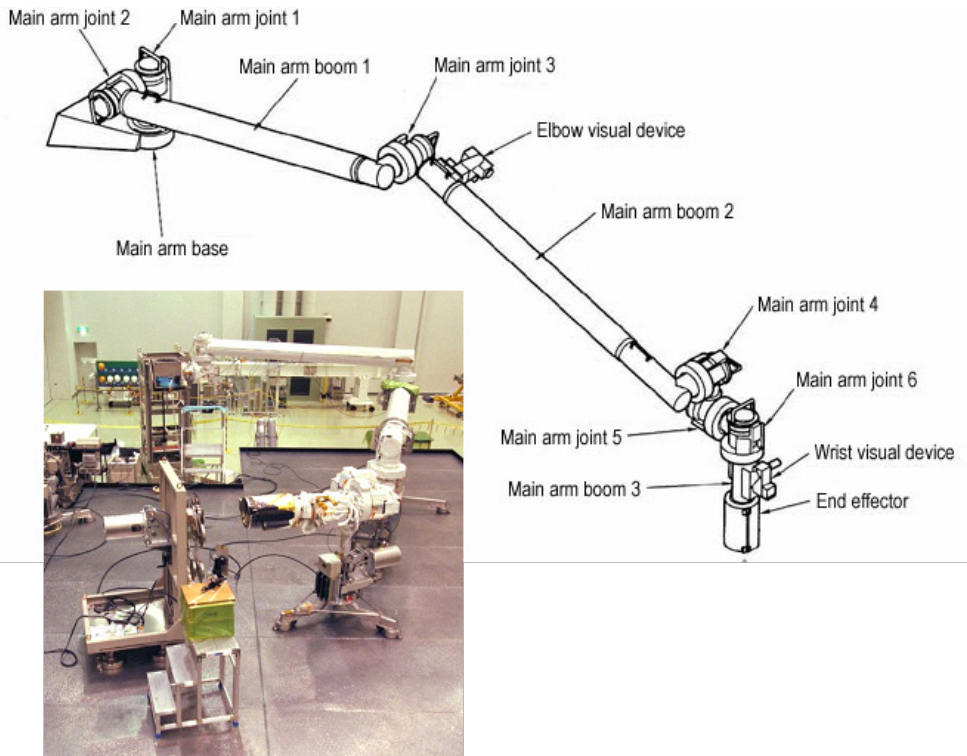 Main arm joint 2
Main arm joint 1
Main arm boom 1
Main arm joint 3
Elbow visual device
Main arm boom 2
Main arm base
Main arm joint 4
Main arm joint 6
Main arm joint 5
Wrist visual device
Main arm boom 3
End effector